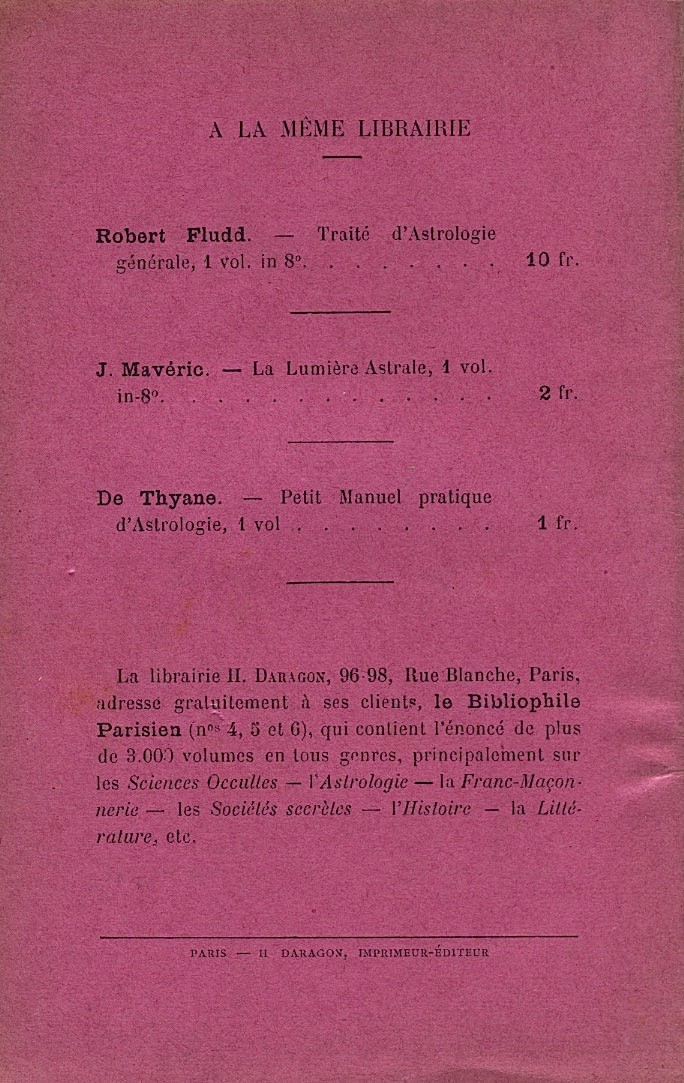 A LA MÊME LIBRAIRIE
Robert Fludd. — Traité d'Astrologie
générale, 1 vol. in 8º. . . . . . . . 10 fr.
J. Mavéric. — La Lumière Astrale, 1 vol.
in-8º. . . . . . . . . . . . . 2 fr.
De Thyane. — Petit Manuel pratique
d'Astrologie, 1 vol . . . . . . . . 1 fr.
La librairie H. DARAGON, 96-98, Rue Blanche, Paris,
adresse gratuitement à ses clients, le Bibliophile
Parisien (nos 4, 5 et 6), qui contient l'énoncé de plus
de 3.000 volumes en tous genres, principalement sur
les Sciences Occultes — l'Astrologie — la Franc-Maçon-
nerie — les Sociétés secrètes — l'Histoire — la Litté-
rature, etc.
PARIS — H DARAGON, IMPRIMEUR-ÉDITEUR